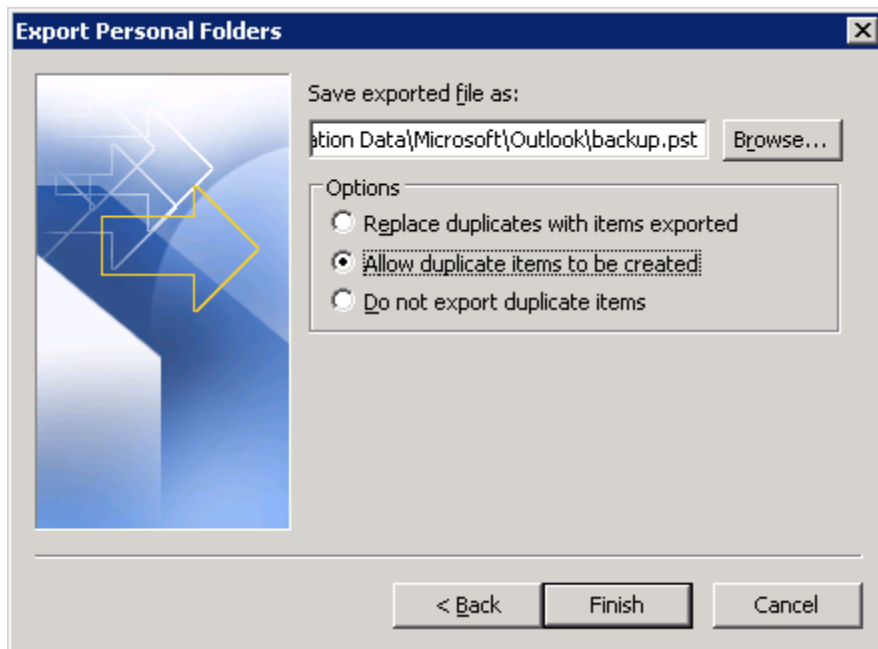 Export Personal Folders
Save exported file as:
ation Data\Microsoft\Outlook\backup.pst
Browse...
Options
Replace duplicates with items exported
Allow duplicate items to be created
Do not export duplicate items
< Back
Finish
Cancel